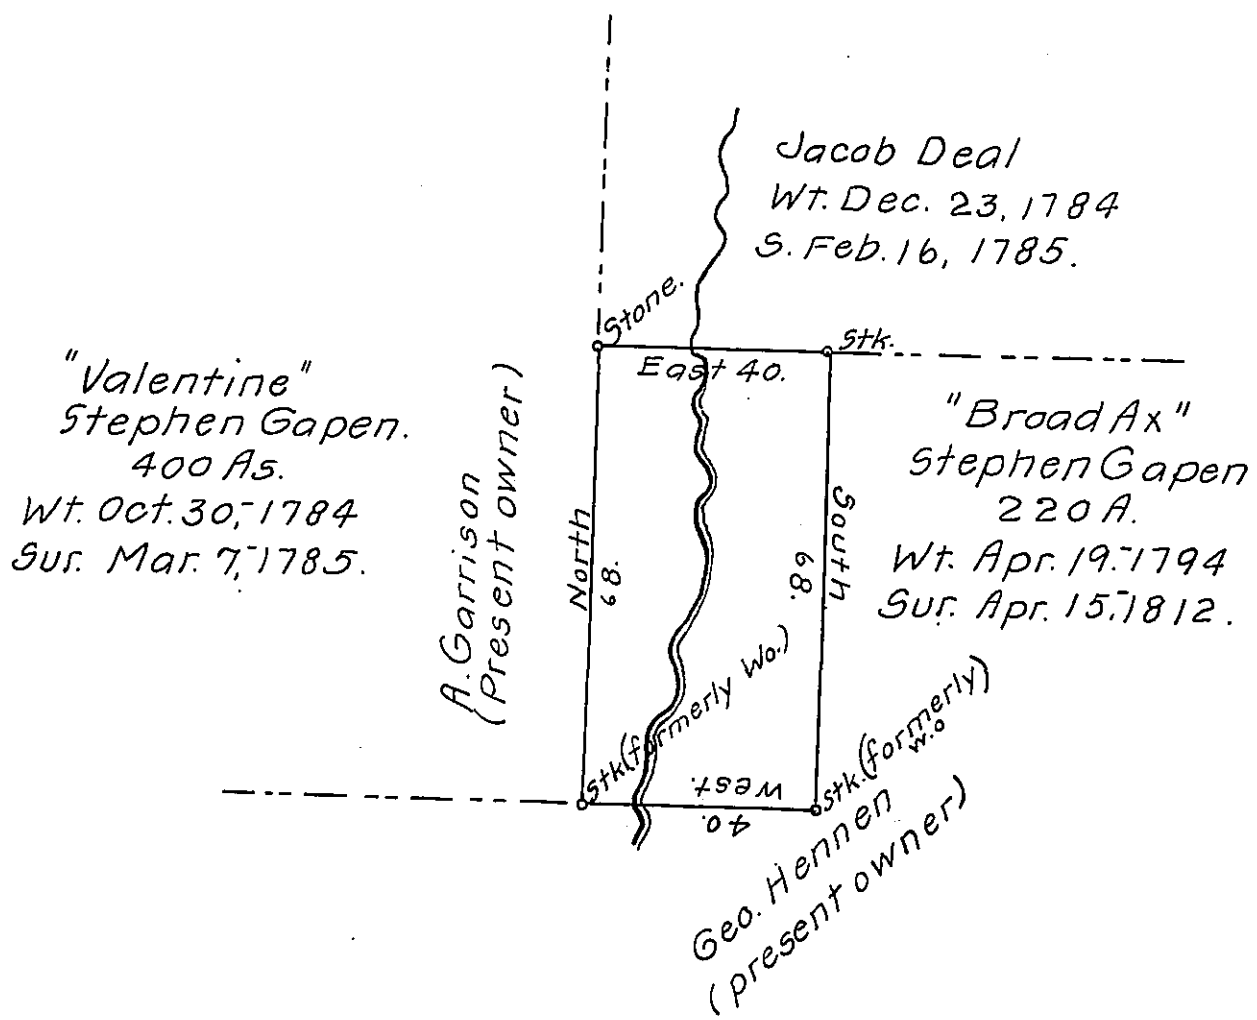 Jacob Deal
Wt. Dec. 23, 1784
S. Feb. 16, 1785.
Stone.
Stk.
East 40.
"Valentine"
Stephen Gapen.
400 As.
Wt. Oct. 30,-1784
Sur. Mar. 7,-1785.
A. Garrison
(Present owner)
North
68.
South
68.
"Broad Ax"
Stephen Gapen
220 A.
Wt. Apr. 19.-1794
Sur. Apr. 15,-1812.
Stk (formerly Wo.)
West.
40.
Stk. (formerly)
W.O
Geo. Hennen
(present owner)